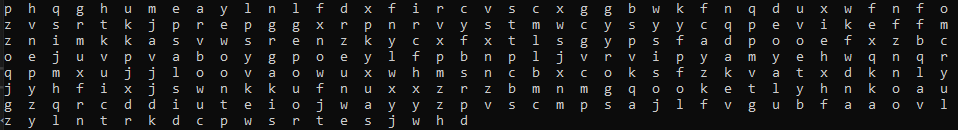 p h q g h u m e a y l n l f d x f i r c v s c x g g b w k f n q d u x w f n f o
z v s r t k j p r e p g g x r p n r v y s t m w c y s y y c q p e v i k e f f m
z n i m k k a s v w s r e n z k y c x f x t l s g y p s f a d p o o e f x z b c
o e j u v p v a b o y g p o e y l f p b n p l j v r v i p y a m y e h w q n q r
q p m x u j j l o o v a o w u x w h m s n c b x c o k s f z k v a t x d k n l y
j y h f i x j s w n k k u f n u x x z r z b m n m g q o o k e t l y h n k o a u
g z q r c d d i u t e i o j w a y y z p v s c m p s a j l f v g u b f a a o v l
z y l n t r k d c p w s r t e s j w h d